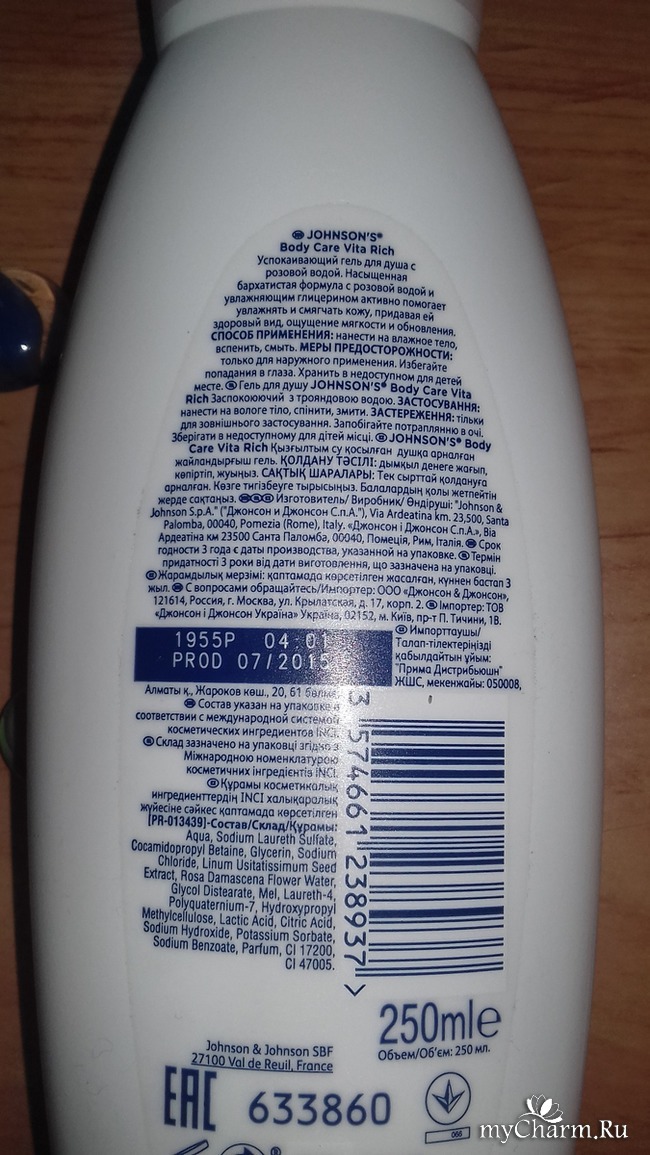 JOHNSON'S®
Body Care Vita Rich
Успокаивающий гель для душа с
розовой водой. Насыщенная
бархатистая формула с розовой водой и
увлажняющим глицерином активно помогает
увлажнять и смягчать кожу, придавая ей
здоровый вид, ощущение мягкости и обновления.
СПОСОБ ПРИМЕНЕНИЯ: нанести на влажное тело,
вспенить, смыть. МЕРЫ ПРЕДОСТОРОЖНОСТИ:
только для наружного применения. Избегайте
попадания в глаза. Хранить в недоступном для детей
месте. Гель для душу JOHNSON'S® Body Care Vita
Rich Заспокоюючий з трояндовою водою. ЗАСТОСУВАННЯ:
нанести на вологе тіло, спінити, змити. ЗАСТЕРЕЖЕННЯ: тільки
для зовнішнього застосування. Запобігайте потраплянню в очі.
Зберігати в недоступному для дітей місці. JOHNSON'S® Body
Care Vita Rich Қызғылтым су қосылған душқа арналған
жайландырғыш гель. ҚОЛДАНУ ТӘСІЛІ: дымқыл денеге жағып,
көпіртіп, жуыңыз. САҚТЫҚ ШАРАЛАРЫ: Тек сырттай қолдануға
арналған. Көзге тигізбеуге тырысыңыз. Балалардың қолы жетпейтін
жерде сақтаңыз. Изготовитель/ Виробник/ Өндіруші: "Johnson &
Johnson S.p.A." ("Джонсон и Джонсон С.п.А."), Via Ardeatina km. 23,500, Santa
Palomba, 00040, Pomezia (Rome), Italy. «Джонсон і Джонсон С.п.А.», Віа
Ардеатіна км 23500 Санта Паломба, 00040, Помеція, Рим, Італія. Срок
годности 3 года с даты производства, указанной на упаковке. Термін
придатності 3 роки від дати виготовлення, що зазначено на упаковці.
Жарамдылық мерзімі: қаптамада көрсетілген жасалған, күннен бастап 3
жыл. С вопросами обращайтесь/Импортер: ООО «Джонсон & Джонсон»,
121614, Россия, г. Москва, ул. Крылатская, д. 17, корп. 2. Імпортер: ТОВ
«Джонсон і Джонсон Україна» Україна, 02152, м. Київ, пр-т П. Тичини, 1В.
1955P 04:01
PROD 07/2015
Импорттаушы/
Талап-тілектеріңізді
қабылдайтын ұйым:
"Прима Дистрибьюшн"
ЖШС, мекенжайы: 050008,
Алматы қ., Жароков көш., 20, 61 бөлме.
Состав указан на упаковке в
соответствии с международной системой
косметических ингредиентов INCI.
Склад зазначено на упаковці згідно з
Міжнародною номенклатурою
косметичних інгредієнтів INCI.
Құрамы косметикалық
ингредиенттердің INCI халықаралық
жүйесіне сәйкес қаптамада көрсетілген
[PR-013439]-Состав/Склад/Құрамы:
Aqua, Sodium Laureth Sulfate,
Cocamidopropyl Betaine, Glycerin, Sodium
Chloride, Linum Usitatissimum Seed
Extract, Rosa Damascena Flower Water,
Glycol Distearate, Mel, Laureth-4,
Polyquaternium-7, Hydroxypropyl
Methylcellulose, Lactic Acid, Citric Acid,
Sodium Hydroxide, Potassium Sorbate,
Sodium Benzoate, Parfum, CI 17200,
CI 47005.
3 574661 238937 >
250ml e
Объем/Об'єм: 250 мл.
Johnson & Johnson SBF
27100 Val de Reuil, France
EAC 633860
066
myCharm.Ru